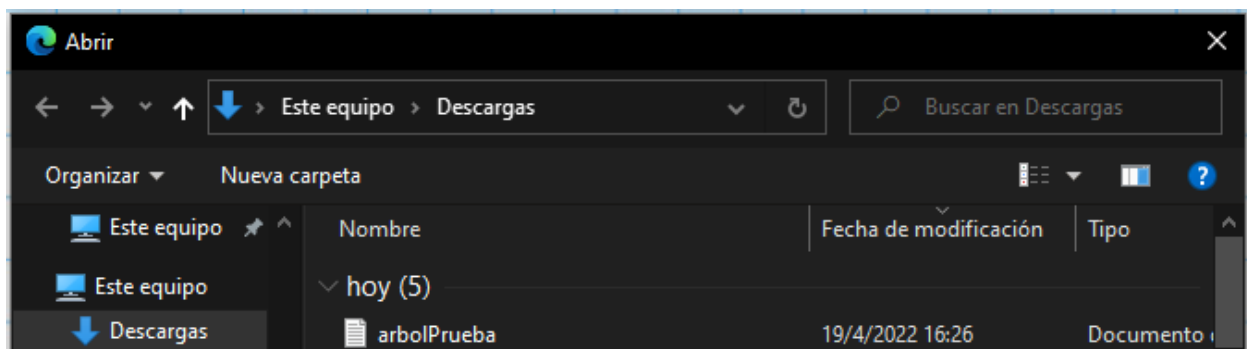 Abrir
Este equipo > Descargas
Buscar en Descargas
Organizar
Nueva carpeta
Este equipo
Nombre
Fecha de modificación
Tipo
Este equipo
hoy (5)
Descargas
arbolPrueba
19/4/2022 16:26
Documento